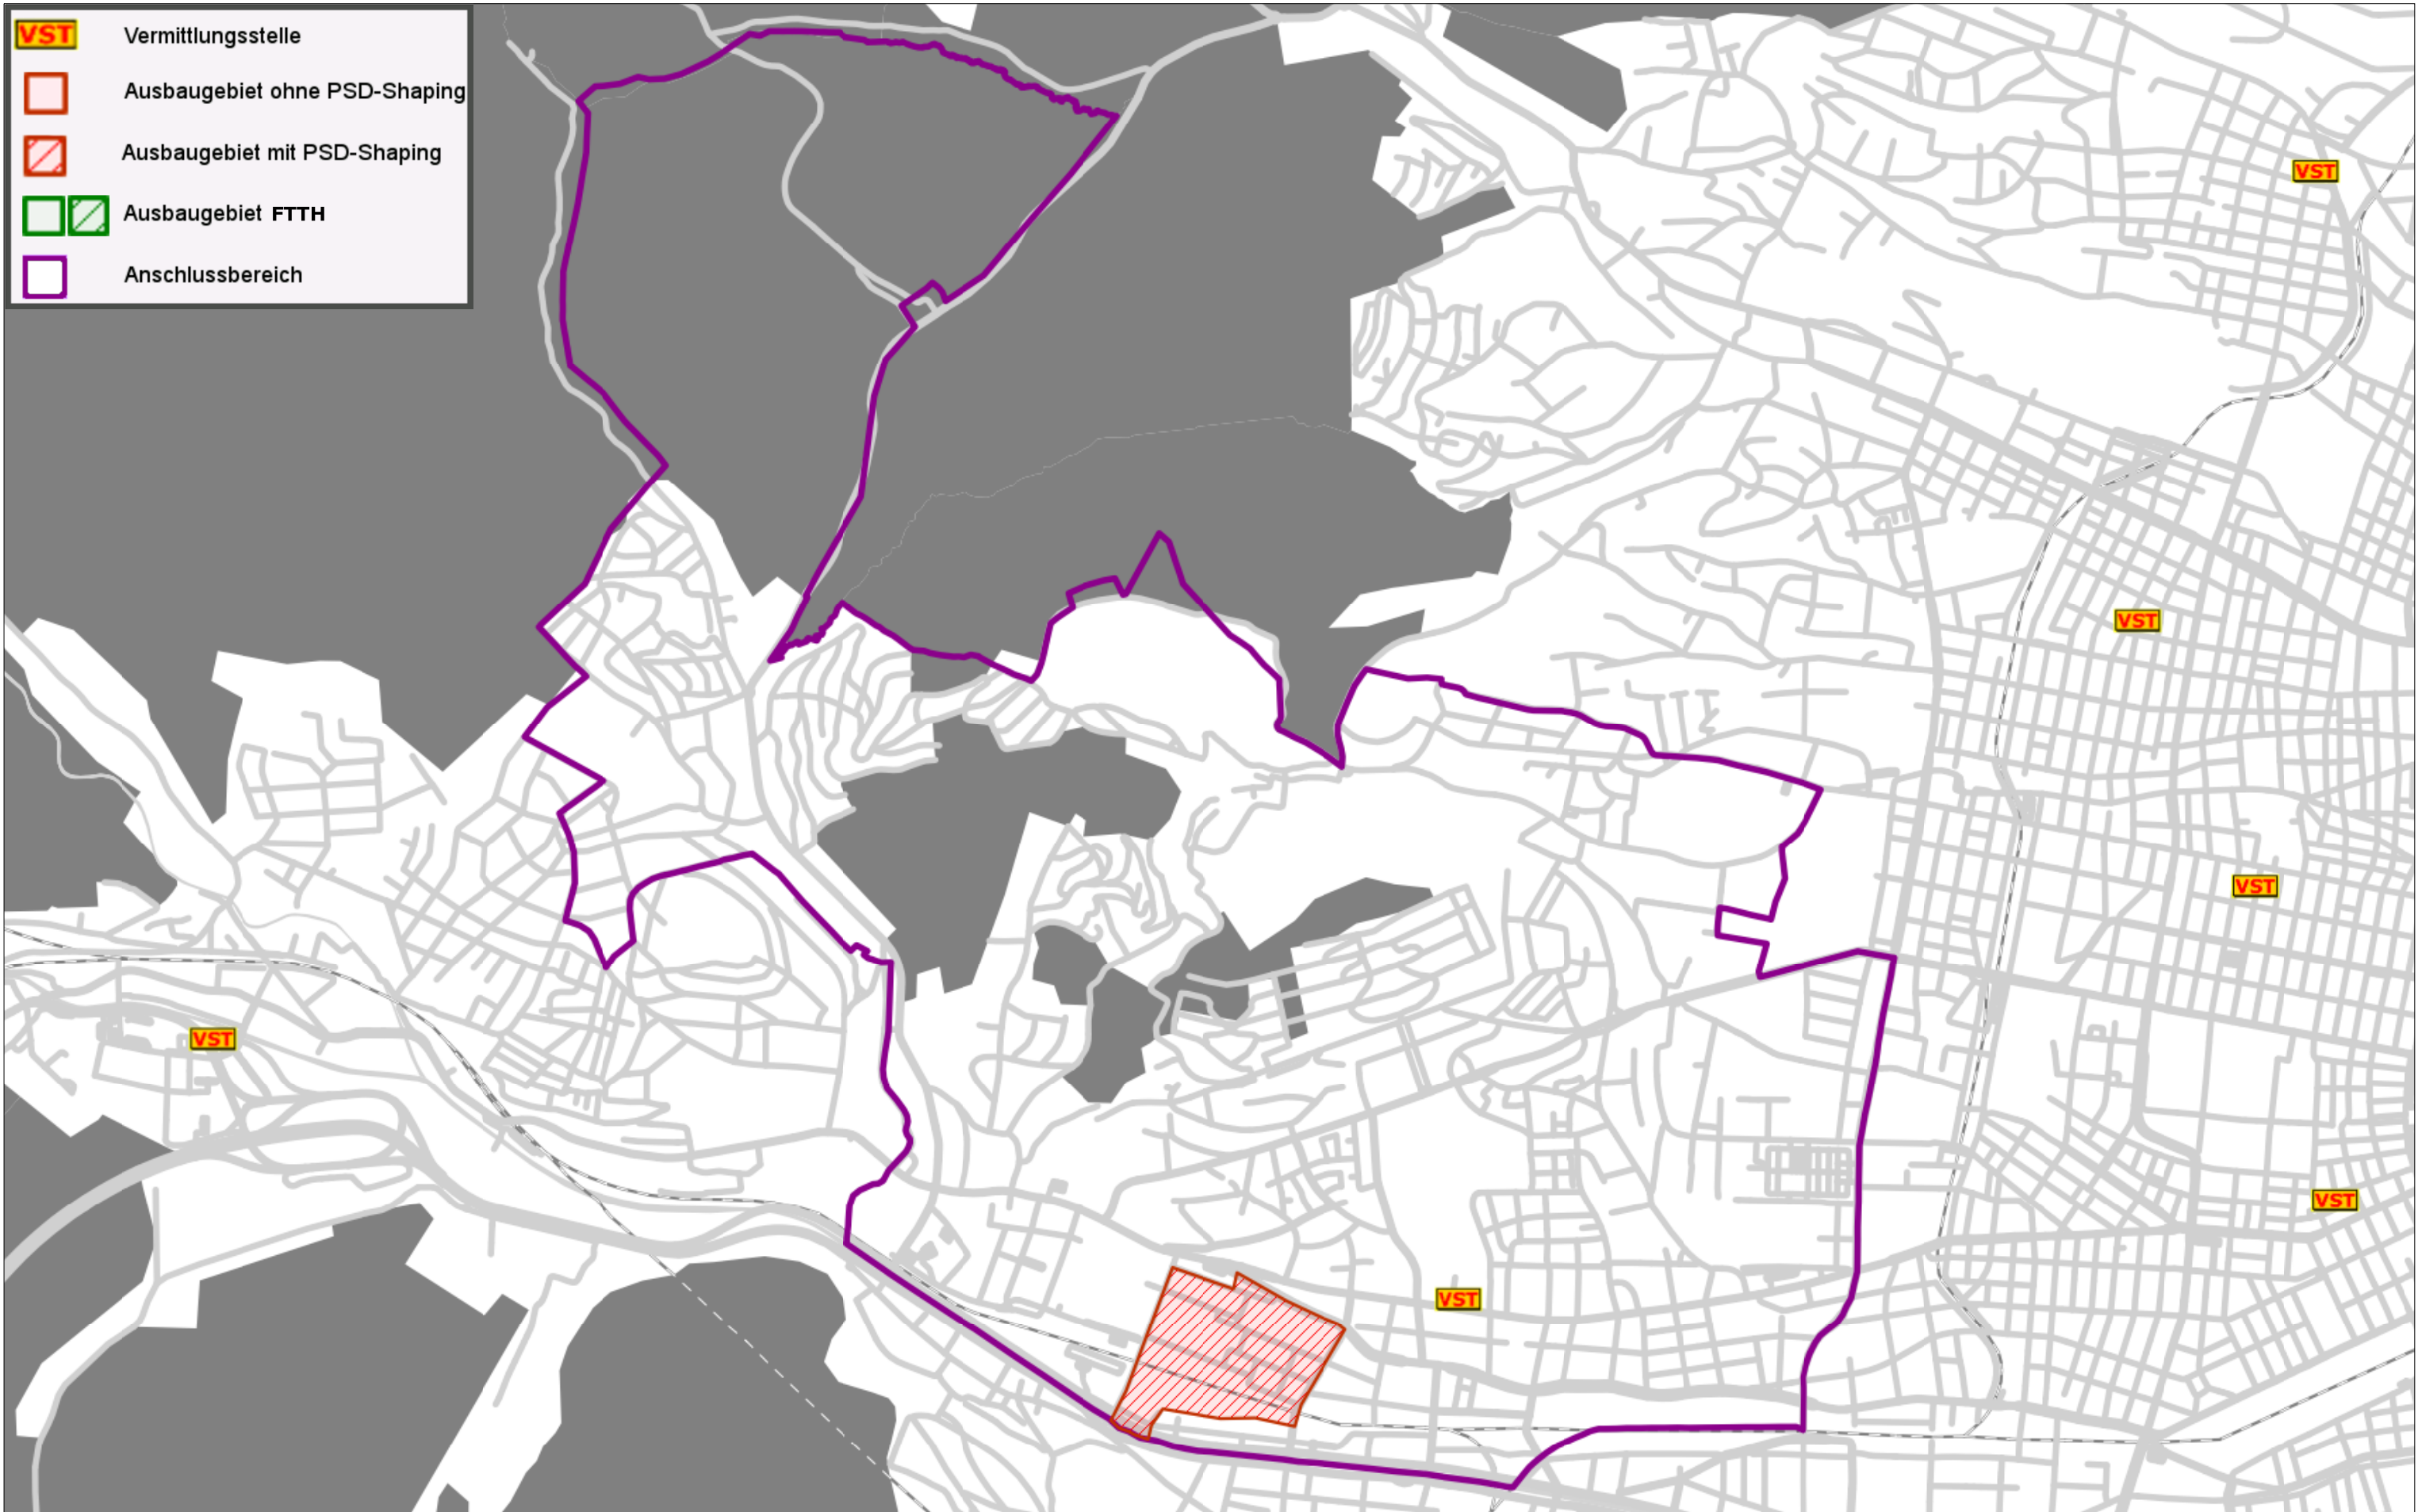 VST Vermittlungsstelle
Ausbaugebiet ohne PSD-Shaping
Ausbaugebiet mit PSD-Shaping
Ausbaugebiet FTTH
Anschlussbereich
VST
VST
VST
VST
VST
VST